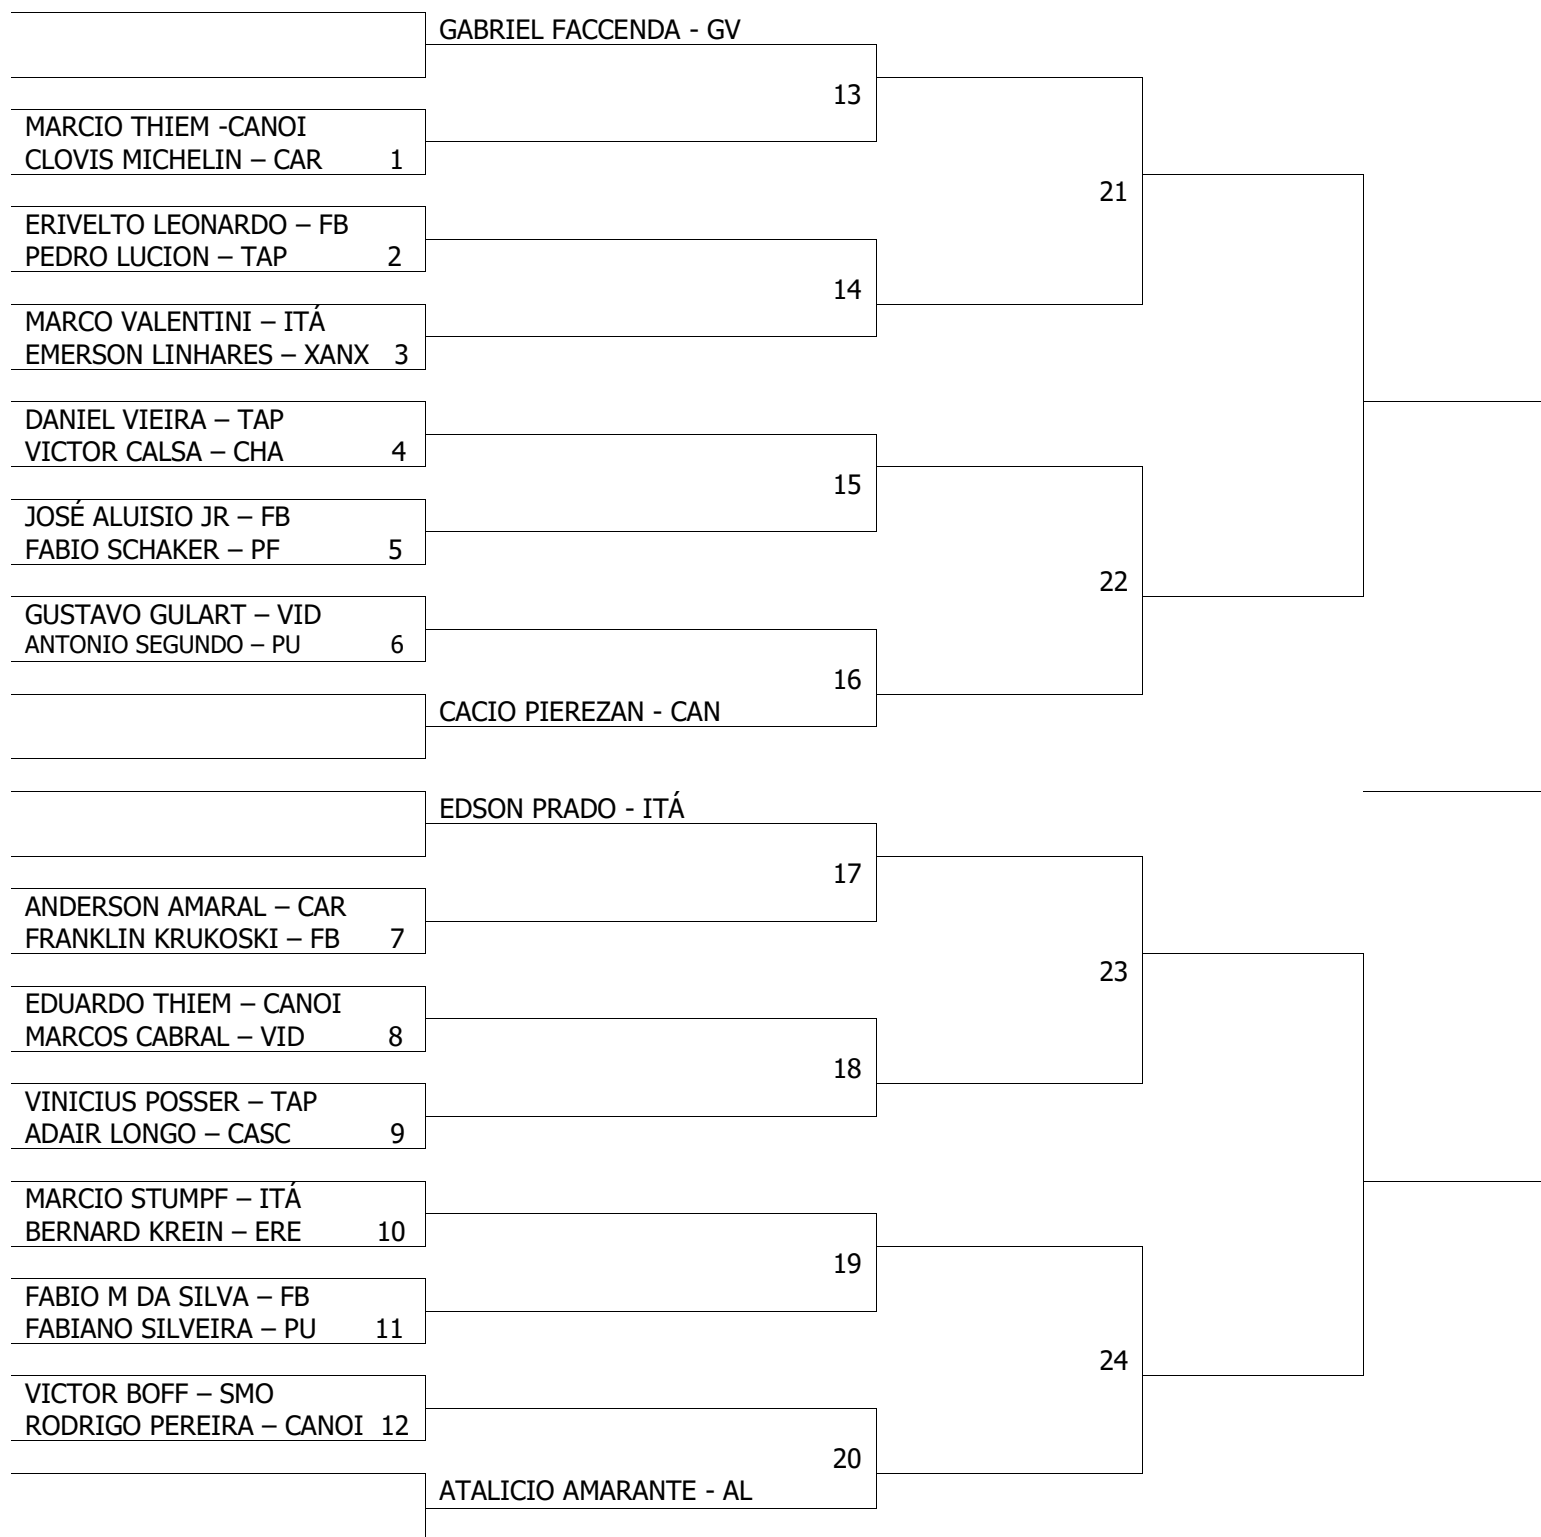 GABRIEL FACCENDA - GV
13
MARCIO THIEM -CANOI
CLOVIS MICHELIN – CAR 1
21
ERIVELTO LEONARDO – FB
PEDRO LUCION – TAP 2
14
MARCO VALENTINI – ITÁ
EMERSON LINHARES – XANX 3
DANIEL VIEIRA – TAP
VICTOR CALSA – CHA 4
15
JOSÉ ALUISIO JR – FB
FABIO SCHAKER – PF 5
22
GUSTAVO GULART – VID
ANTONIO SEGUNDO – PU 6
16
CACIO PIEREZAN - CAN
EDSON PRADO - ITÁ
17
ANDERSON AMARAL – CAR
FRANKLIN KRUKOSKI – FB 7
23
EDUARDO THIEM – CANOI
MARCOS CABRAL – VID 8
18
VINICIUS POSSER – TAP
ADAIR LONGO – CASC 9
MARCIO STUMPF – ITÁ
BERNARD KREIN – ERE 10
19
FABIO M DA SILVA – FB
FABIANO SILVEIRA – PU 11
24
VICTOR BOFF – SMO
RODRIGO PEREIRA – CANOI 12
20
ATALICIO AMARANTE - AL